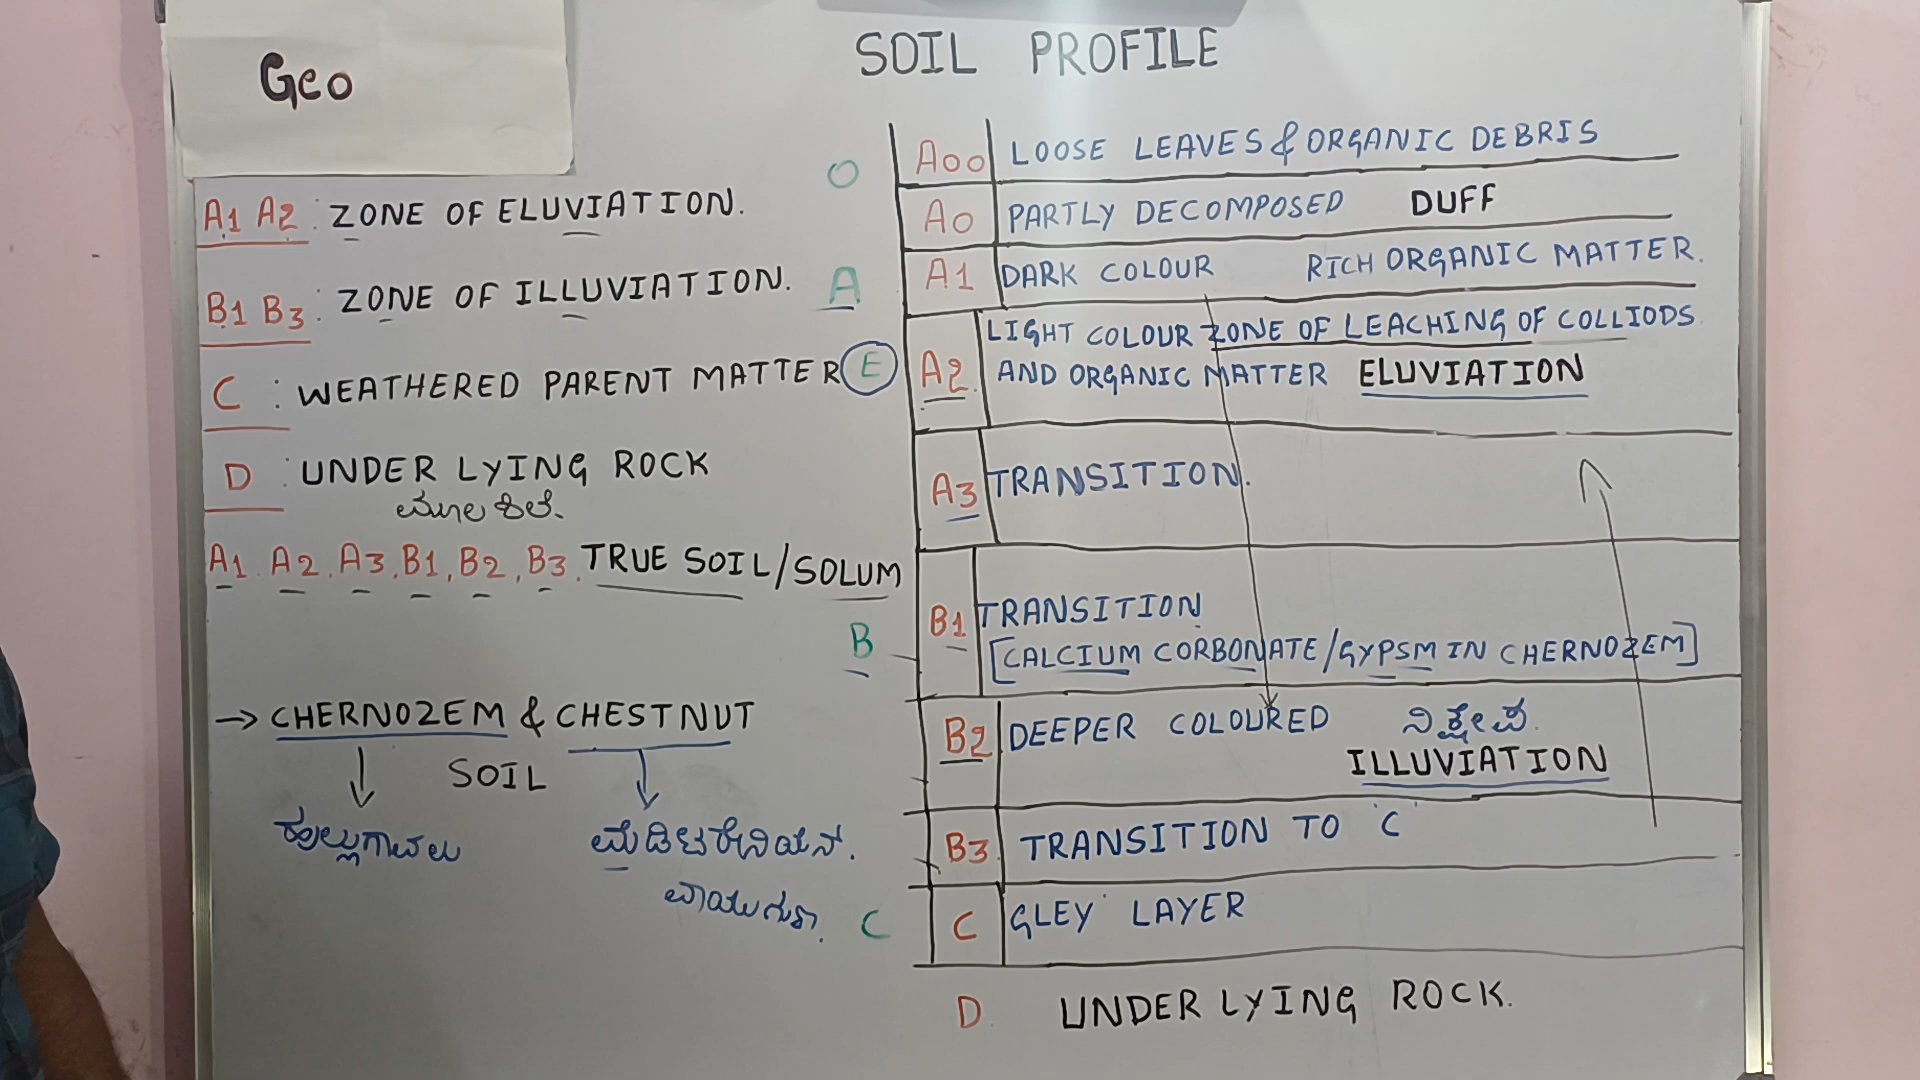 Geo
SOIL PROFILE
A1 A2 : ZONE OF ELUVIATION.
B1 B3 : ZONE OF ILLUVIATION.
C : WEATHERED PARENT MATTER
D : UNDER LYING ROCK
ಮೂಲ ಶಿಲೆ.
A1. A2, A3, B1, B2, B3. TRUE SOIL/SOLUM
→ CHERNOZEM & CHESTNUT
SOIL
ಹುಲ್ಲುಗಾವಲು
ಮೆಡಿಟರೇನಿಯನ್.
ವಾಯುಗುಣ.
O
A00 LOOSE LEAVES & ORGANIC DEBRIS
A0 PARTLY DECOMPOSED DUFF
A
A1 DARK COLOUR RICH ORGANIC MATTER.
E
A2. LIGHT COLOUR ZONE OF LEACHING OF COLLIODS
AND ORGANIC MATTER ELUVIATION
A3 TRANSITION.
B
B1 TRANSITION
[CALCIUM CORBONATE/GYPSM IN CHERNOZEM]
B2 DEEPER COLOURED ನಿಕ್ಷೇಪ.
ILLUVIATION
B3 TRANSITION TO 'C'
C
C GLEY LAYER
D. UNDER LYING ROCK.